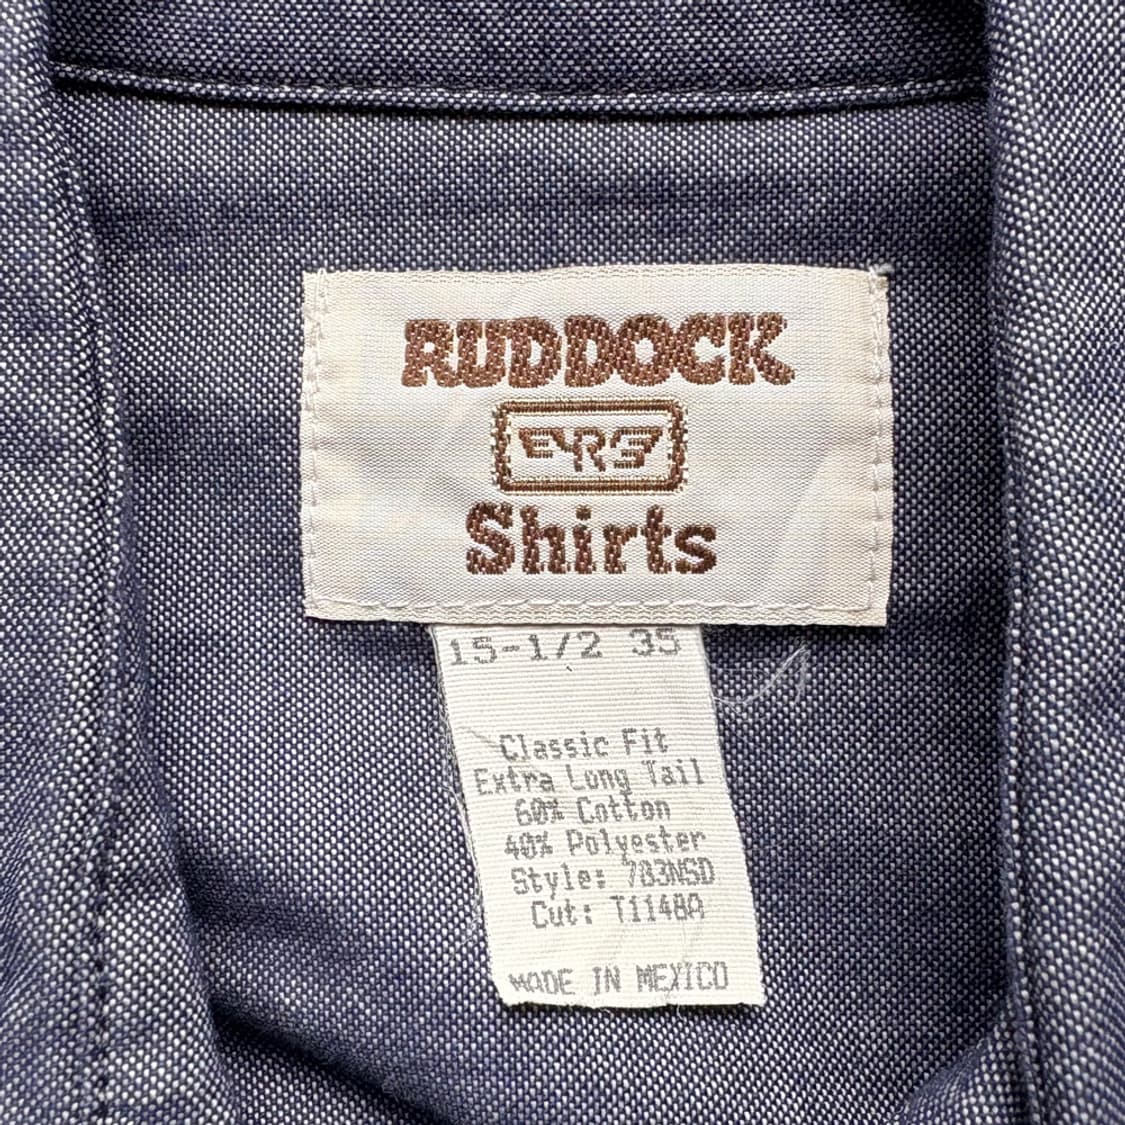 RUDDOCK
R
Shirts
15-1/2 35
Classic Fit
Extra Long Tail
60% Cotton
40% Polyester
Style: 783NSD
Cut: T1148A
MADE IN MEXICO